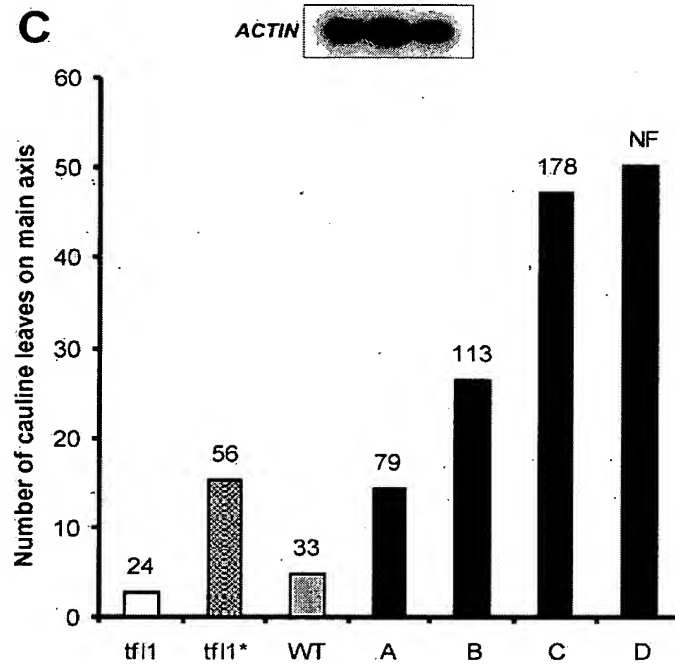 C
ACTIN
Number of cauline leaves on main axis
60
50
40
30
20
10
0
24
56
33
79
113
178
NF
tfl1
tfl1*
WT
A
B
C
D